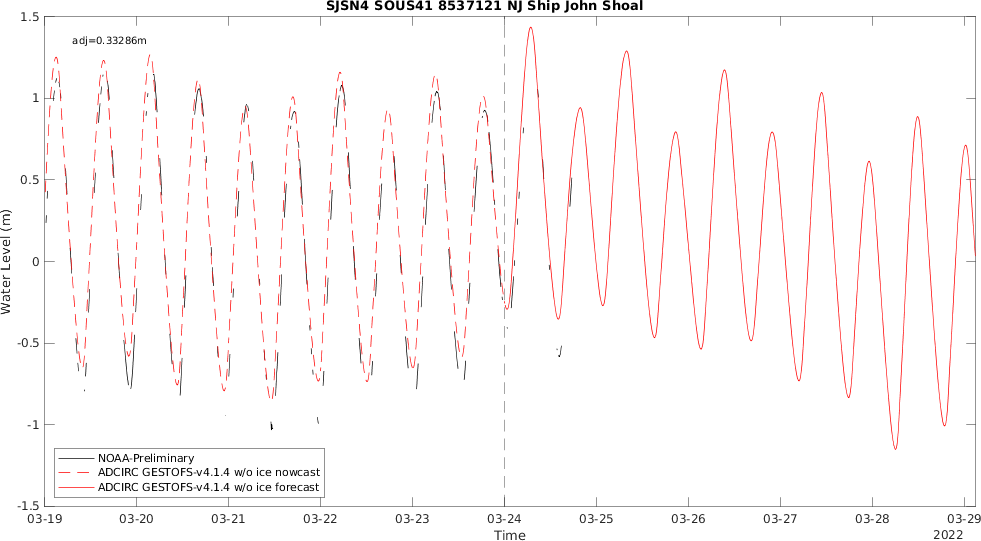 SJSN4 SOUS41 8537121 NJ Ship John Shoal
adj=0.33286m
1.5
1
0.5
0
-0.5
-1
-1.5
Water Level (m)
NOAA-Preliminary
ADCIRC GESTOFS-v4.1.4 w/o ice nowcast
ADCIRC GESTOFS-v4.1.4 w/o ice forecast
03-19 03-20 03-21 03-22 03-23 03-24 03-25 03-26 03-27 03-28 03-29
Time
2022